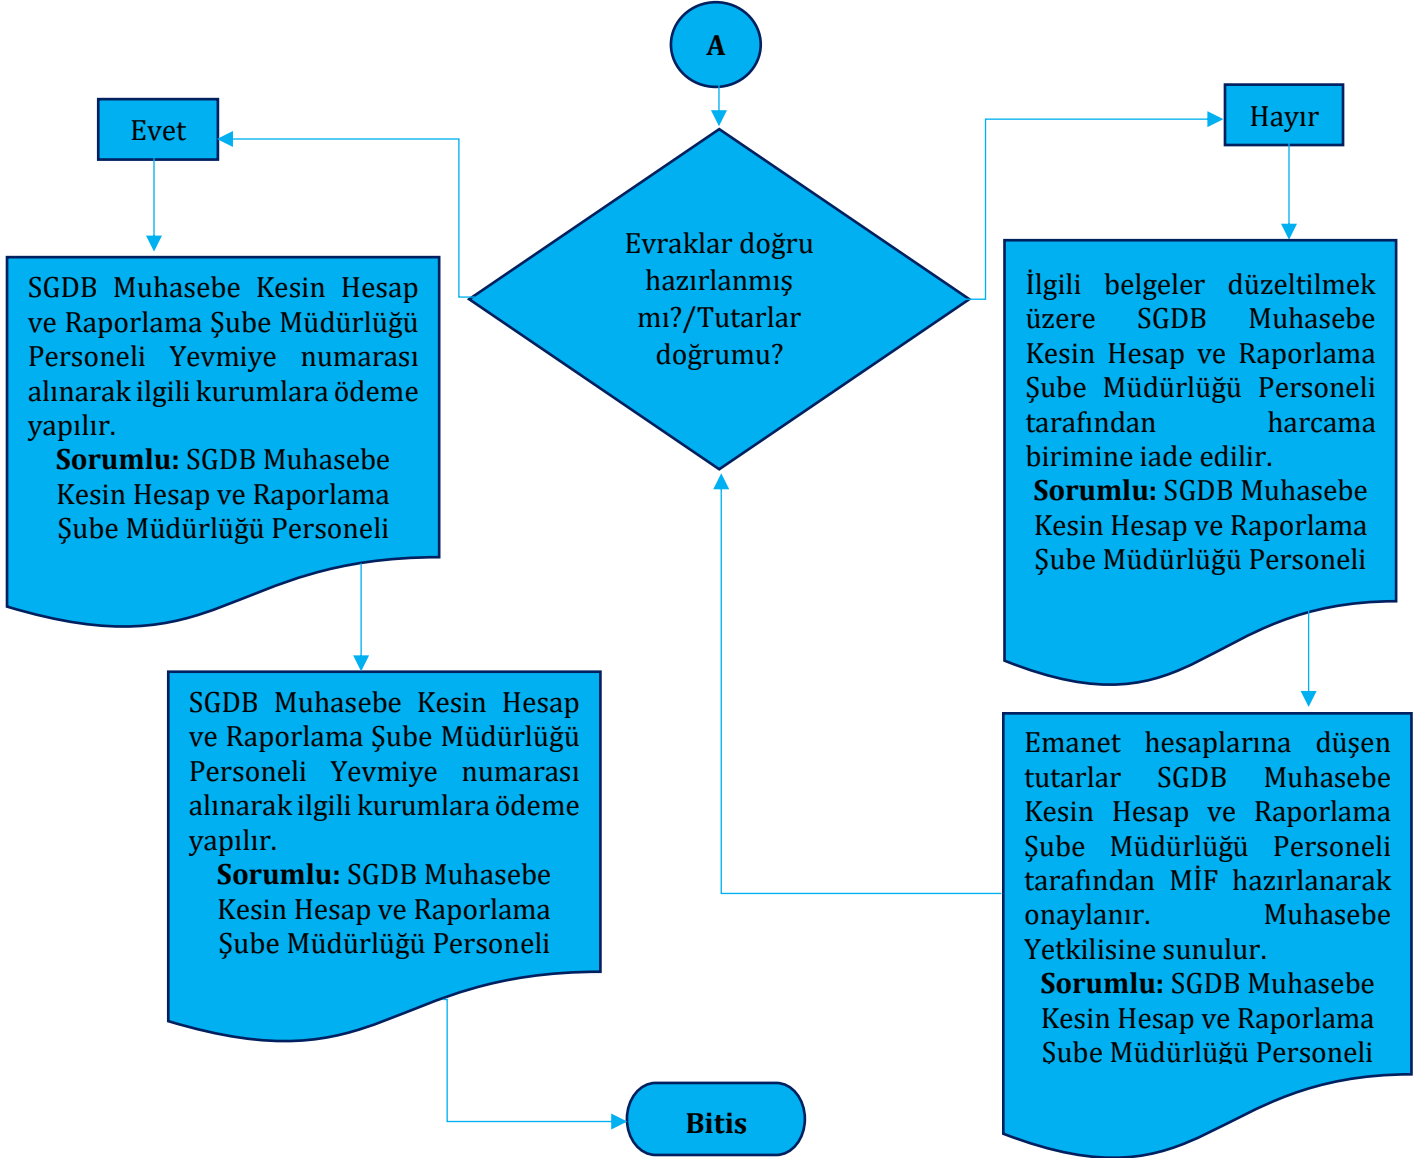 A
Evet
Hayır
Evraklar doğru
hazırlanmış
mı?/Tutarlar
doğrumu?
SGDB Muhasebe Kesin Hesap
ve Raporlama Şube Müdürlüğü
Personeli Yevmiye numarası
alınarak ilgili kurumlara ödeme
yapılır.
Sorumlu: SGDB Muhasebe
Kesin Hesap ve Raporlama
Şube Müdürlüğü Personeli
İlgili belgeler düzeltilmek
üzere SGDB Muhasebe
Kesin Hesap ve Raporlama
Şube Müdürlüğü Personeli
tarafından harcama
birimine iade edilir.
Sorumlu: SGDB Muhasebe
Kesin Hesap ve Raporlama
Şube Müdürlüğü Personeli
SGDB Muhasebe Kesin Hesap
ve Raporlama Şube Müdürlüğü
Personeli Yevmiye numarası
alınarak ilgili kurumlara ödeme
yapılır.
Sorumlu: SGDB Muhasebe
Kesin Hesap ve Raporlama
Şube Müdürlüğü Personeli
Emanet hesaplarına düşen
tutarlar SGDB Muhasebe
Kesin Hesap ve Raporlama
Şube Müdürlüğü Personeli
tarafından MİF hazırlanarak
onaylanır. Muhasebe
Yetkilisine sunulur.
Sorumlu: SGDB Muhasebe
Kesin Hesap ve Raporlama
Şube Müdürlüğü Personeli
Bitis